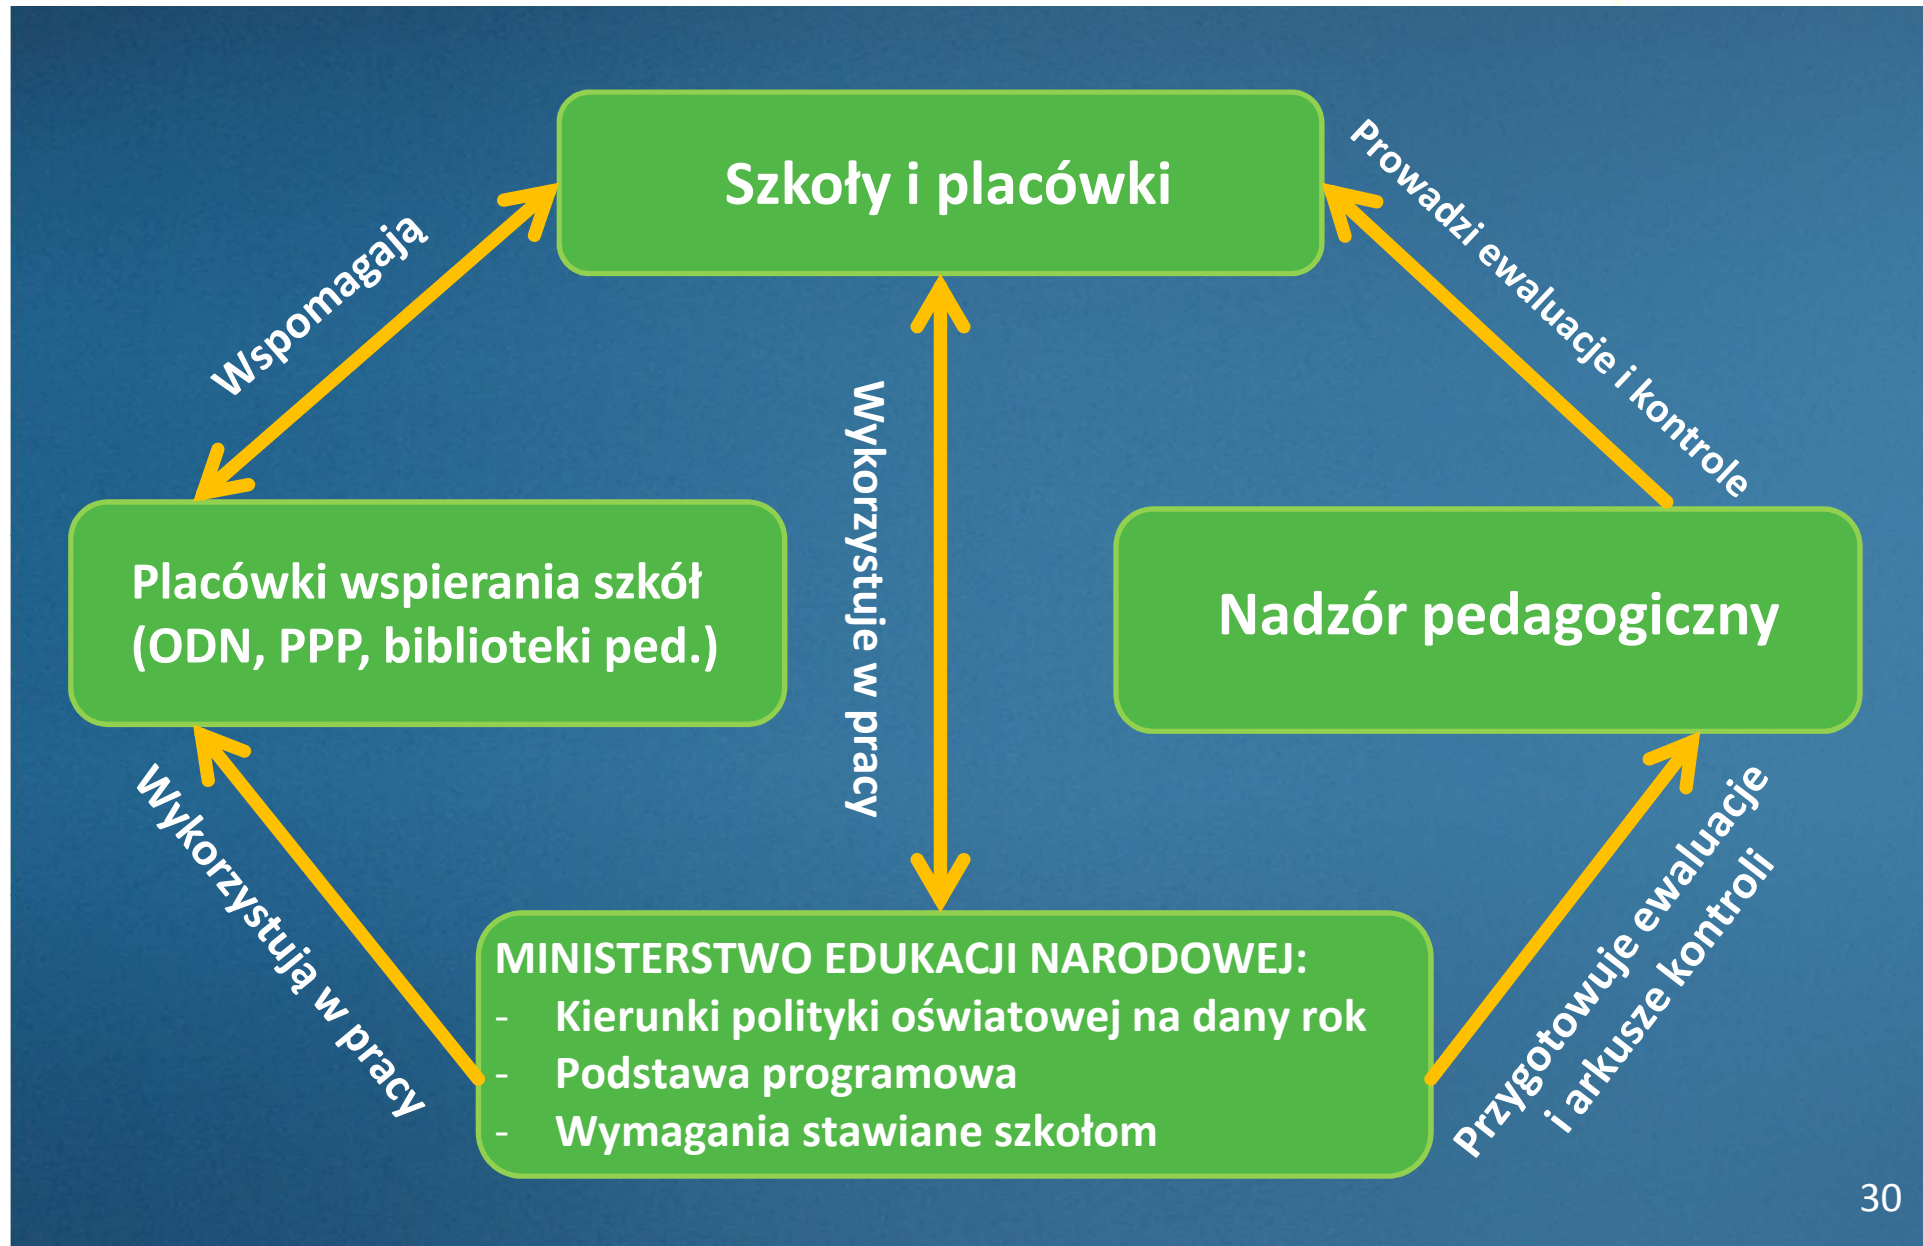 Szkoły i placówki
Wspomagają
Prowadzi ewaluacje i kontrole
Wykorzystuje w pracy
Placówki wspierania szkół
(ODN, PPP, biblioteki ped.)
Nadzór pedagogiczny
Wykorzystują w pracy
Przygotowuje ewaluacje
i arkusze kontroli
MINISTERSTWO EDUKACJI NARODOWEJ:
- Kierunki polityki oświatowej na dany rok
- Podstawa programowa
- Wymagania stawiane szkołom
30